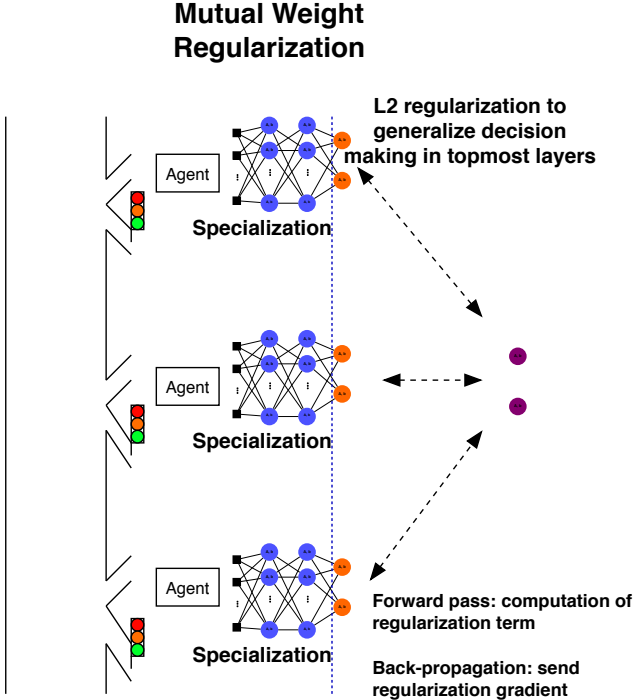 Mutual Weight
Regularization
L2 regularization to
generalize decision
making in topmost layers
Agent
Specialization
Agent
Specialization
Agent
Specialization
Forward pass: computation of
regularization term
Back-propagation: send
regularization gradient